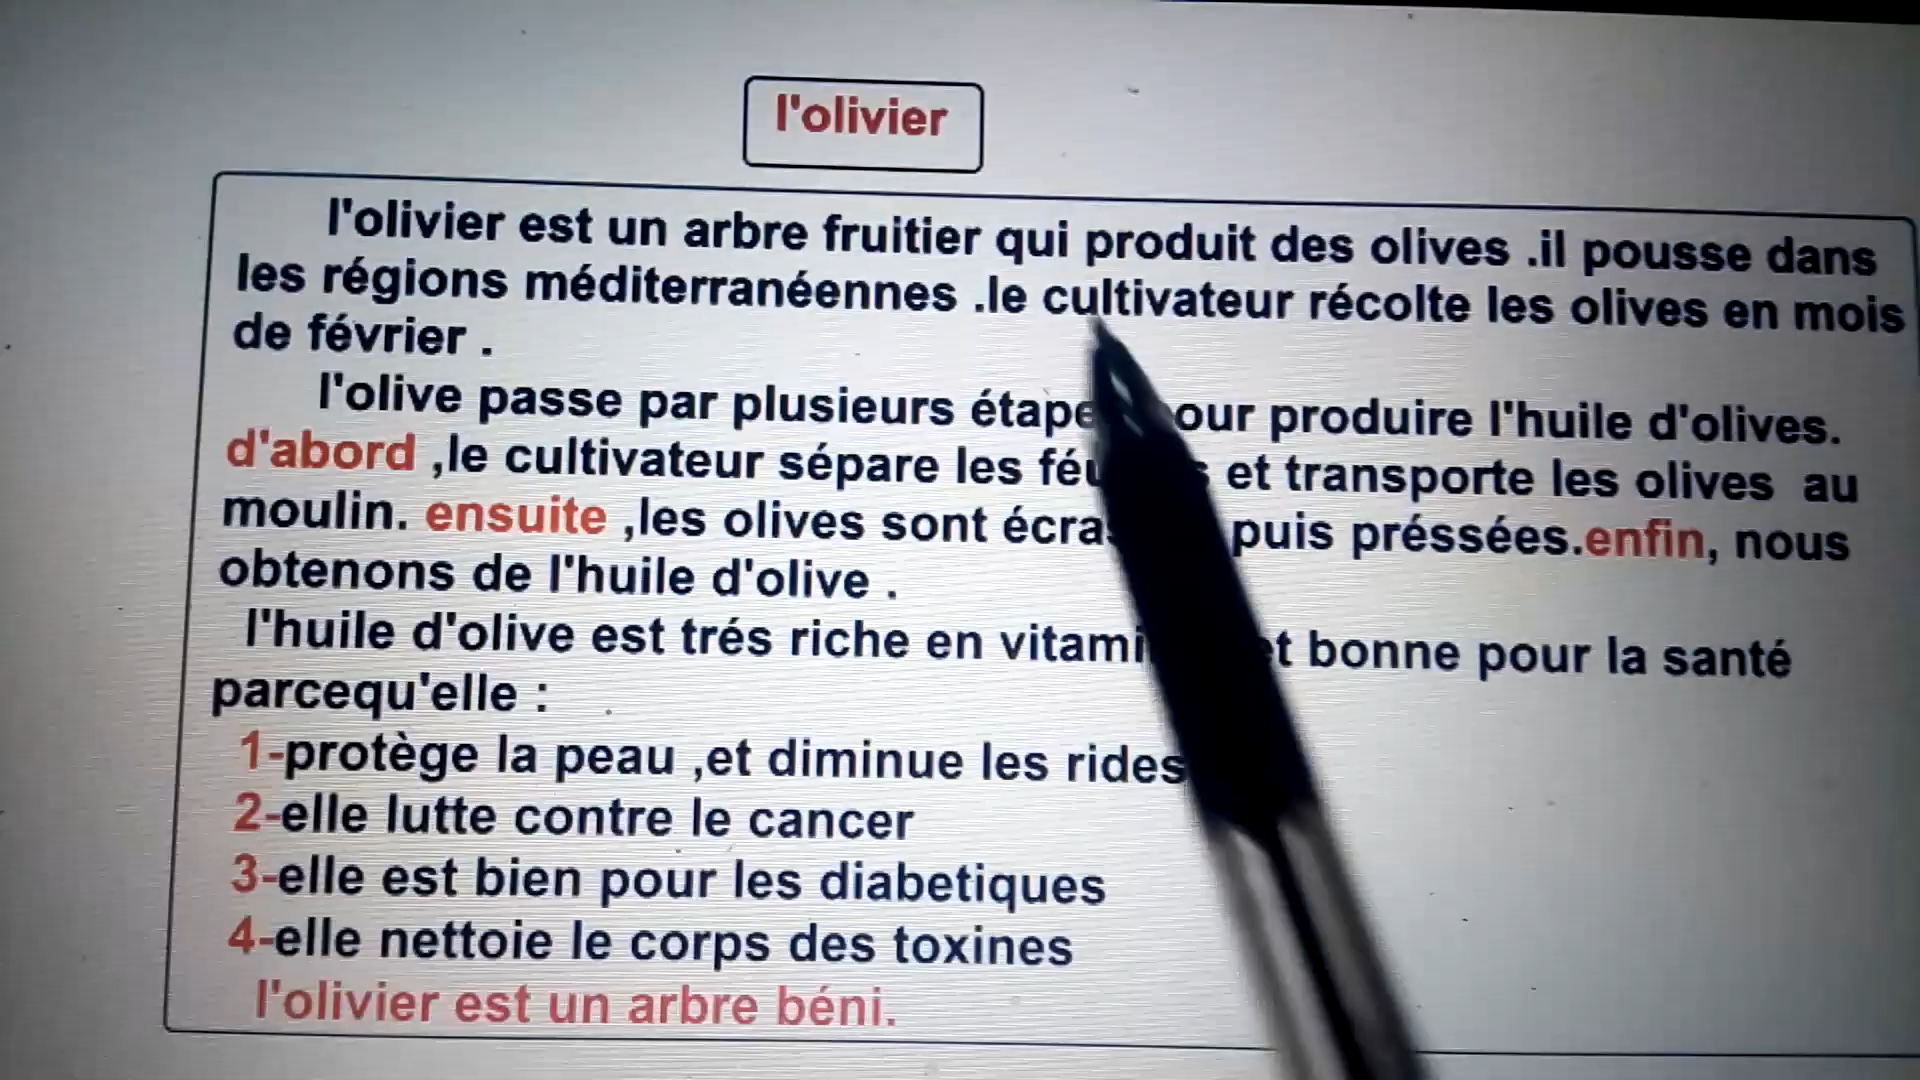 l'olivier
l'olivier est un arbre fruitier qui produit des olives .il pousse dans
les régions méditerranéennes .le cultivateur récolte les olives en mois
de février .
l'olive passe par plusieurs produire l'huile d'olives.
d'abord ,le cultivateur sépare les et transporte les olives au
moulin. ensuite ,les olives sont puis préssées.enfin, nous
obtenons de l'huile d'olive .
l'huile d'olive est trés riche en bonne pour la santé
parcequ'elle :
1-protège la peau ,et diminue les rides
2-elle lutte contre le cancer
3-elle est bien pour les diabetiques
4-elle nettoie le corps des toxines
l'olivier est un arbre béni.